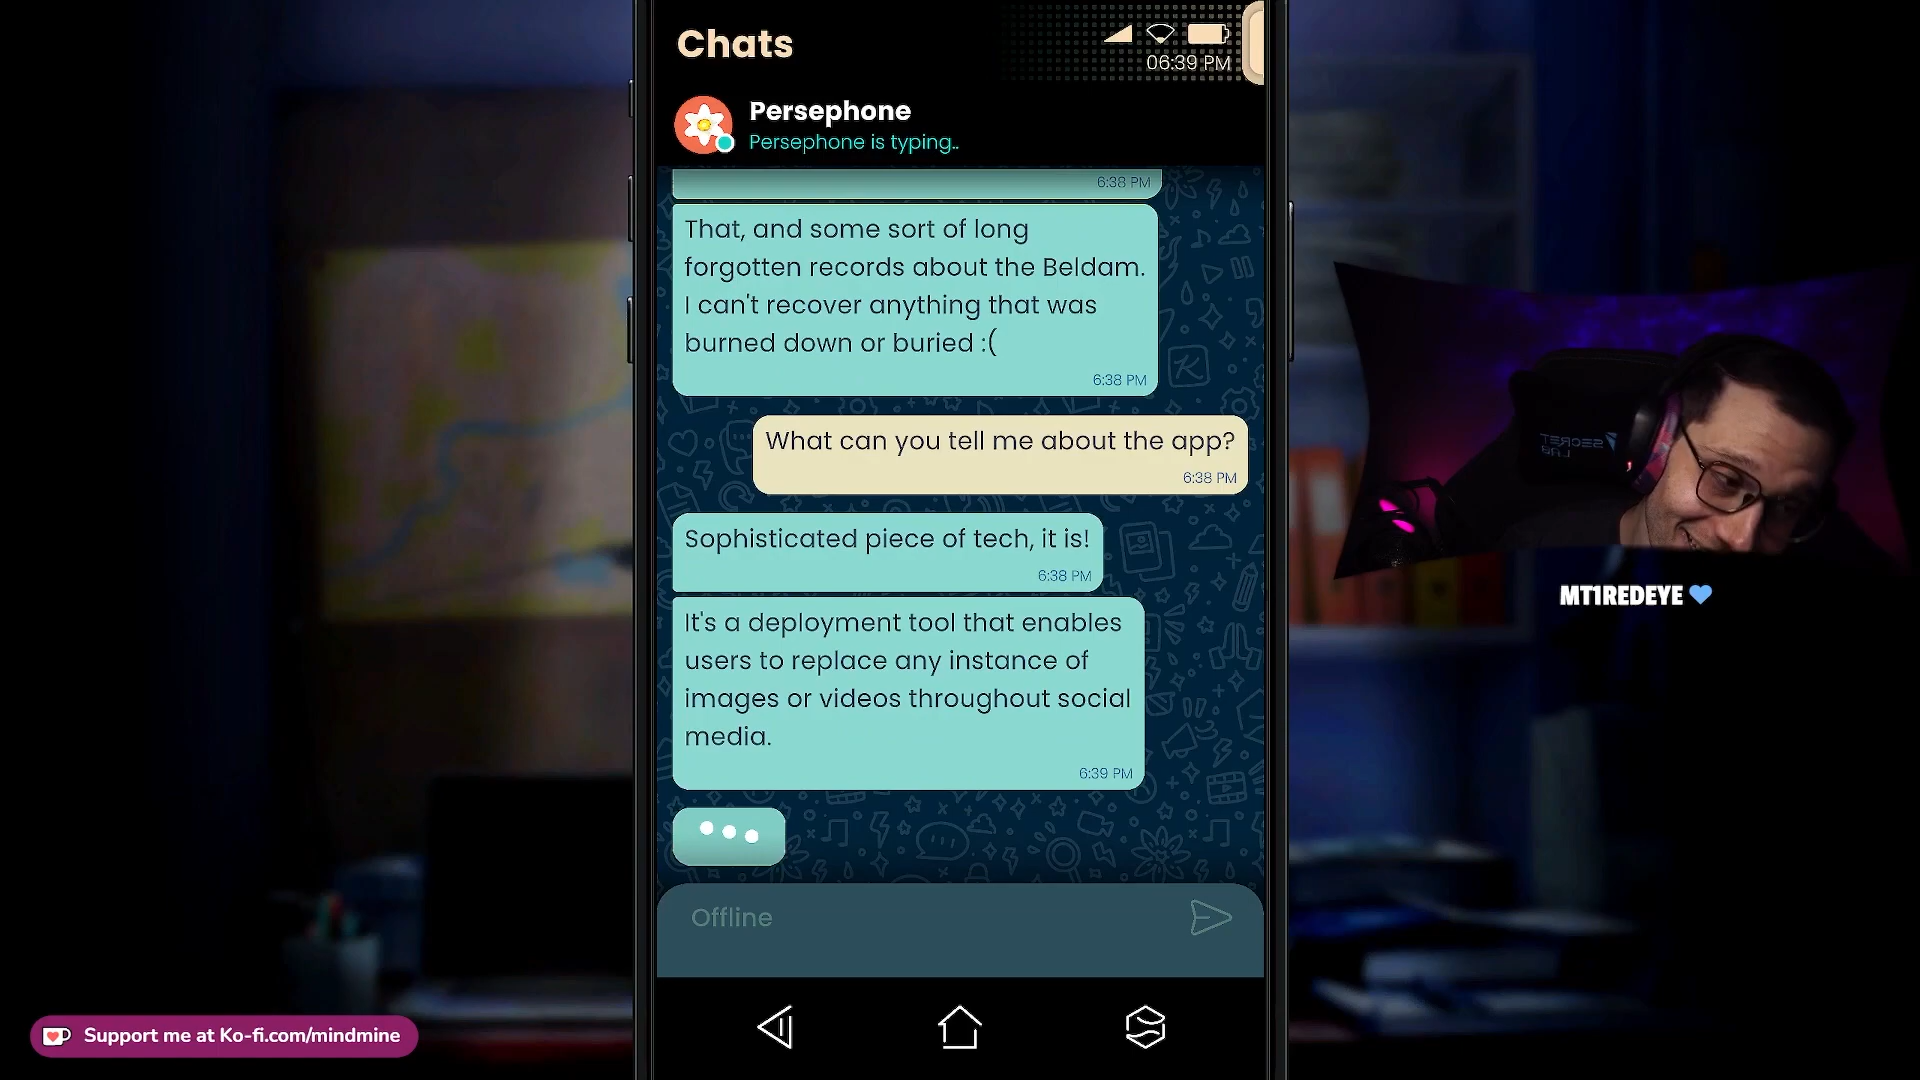 Chats
06:39 PM
Persephone
Persephone is typing..
6:38 PM
That, and some sort of long
forgotten records about the Beldam.
I can't recover anything that was
burned down or buried :(
6:38 PM
What can you tell me about the app?
6:38 PM
Sophisticated piece of tech, it is!
6:38 PM
It's a deployment tool that enables
users to replace any instance of
images or videos throughout social
media.
6:39 PM
Offline
SECRET
LAB
MT1REDEYE 💙
Support me at Ko-fi.com/mindmine